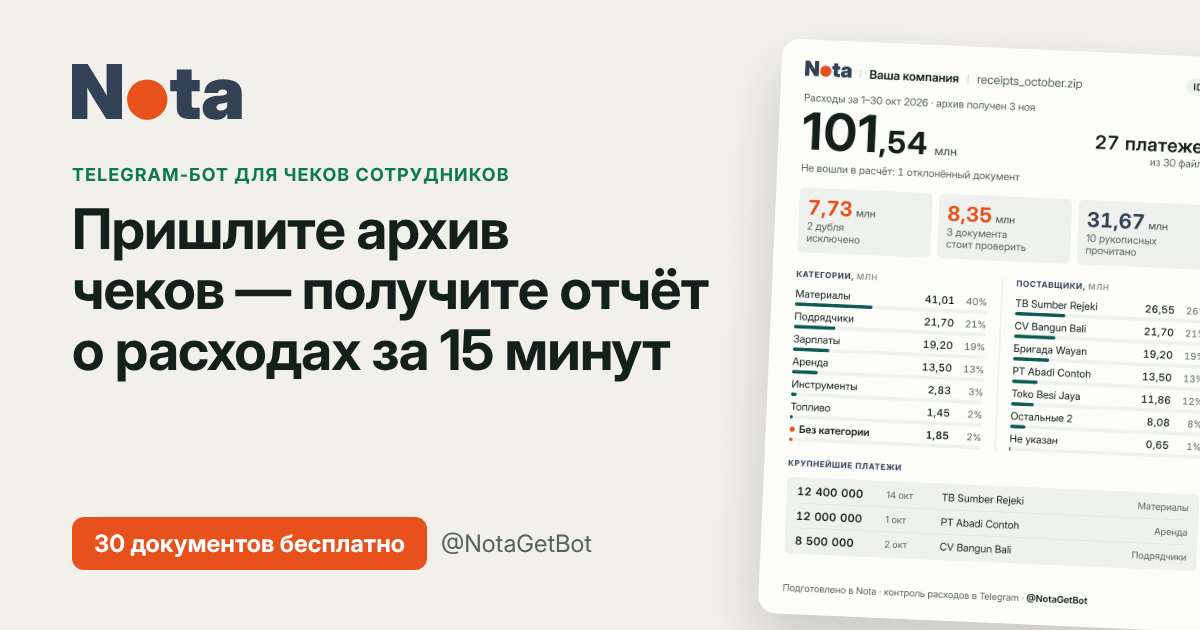 Nota
TELEGRAM-БОТ ДЛЯ ЧЕКОВ СОТРУДНИКОВ
Пришлите архив
чеков — получите отчёт
о расходах за 15 минут
30 документов бесплатно @NotaGetBot
Nota | Ваша компания | receipts_october.zip
Расходы за 1–30 окт 2026 · архив получен 3 ноя
101,54 млн
27 платеже
из 30 файл
Не вошли в расчёт: 1 отклонённый документ
7,73 млн
2 дубля
исключено
8,35 млн
3 документа
стоит проверить
31,67 млн
10 рукописных
прочитано
КАТЕГОРИИ, МЛН
Материалы 41,01 40%
Подрядчики 21,70 21%
Зарплаты 19,20 19%
Аренда 13,50 13%
Инструменты 2,83 3%
Топливо 1,45 2%
Без категории 1,85 2%
ПОСТАВЩИКИ, МЛН
TB Sumber Rejeki 26,55 26
CV Bangun Bali 21,70 21
Бригада Wayan 19,20 19
PT Abadi Contoh 13,50 13
Toko Besi Jaya 11,86 12%
Остальные 2 8,08 8%
Не указан 0,65 1%
КРУПНЕЙШИЕ ПЛАТЕЖИ
12 400 000 14 окт TB Sumber Rejeki Материалы
12 000 000 1 окт PT Abadi Contoh Аренда
8 500 000 2 окт CV Bangun Bali Подрядчики
Подготовлено в Nota · контроль расходов в Telegram · @NotaGetBot